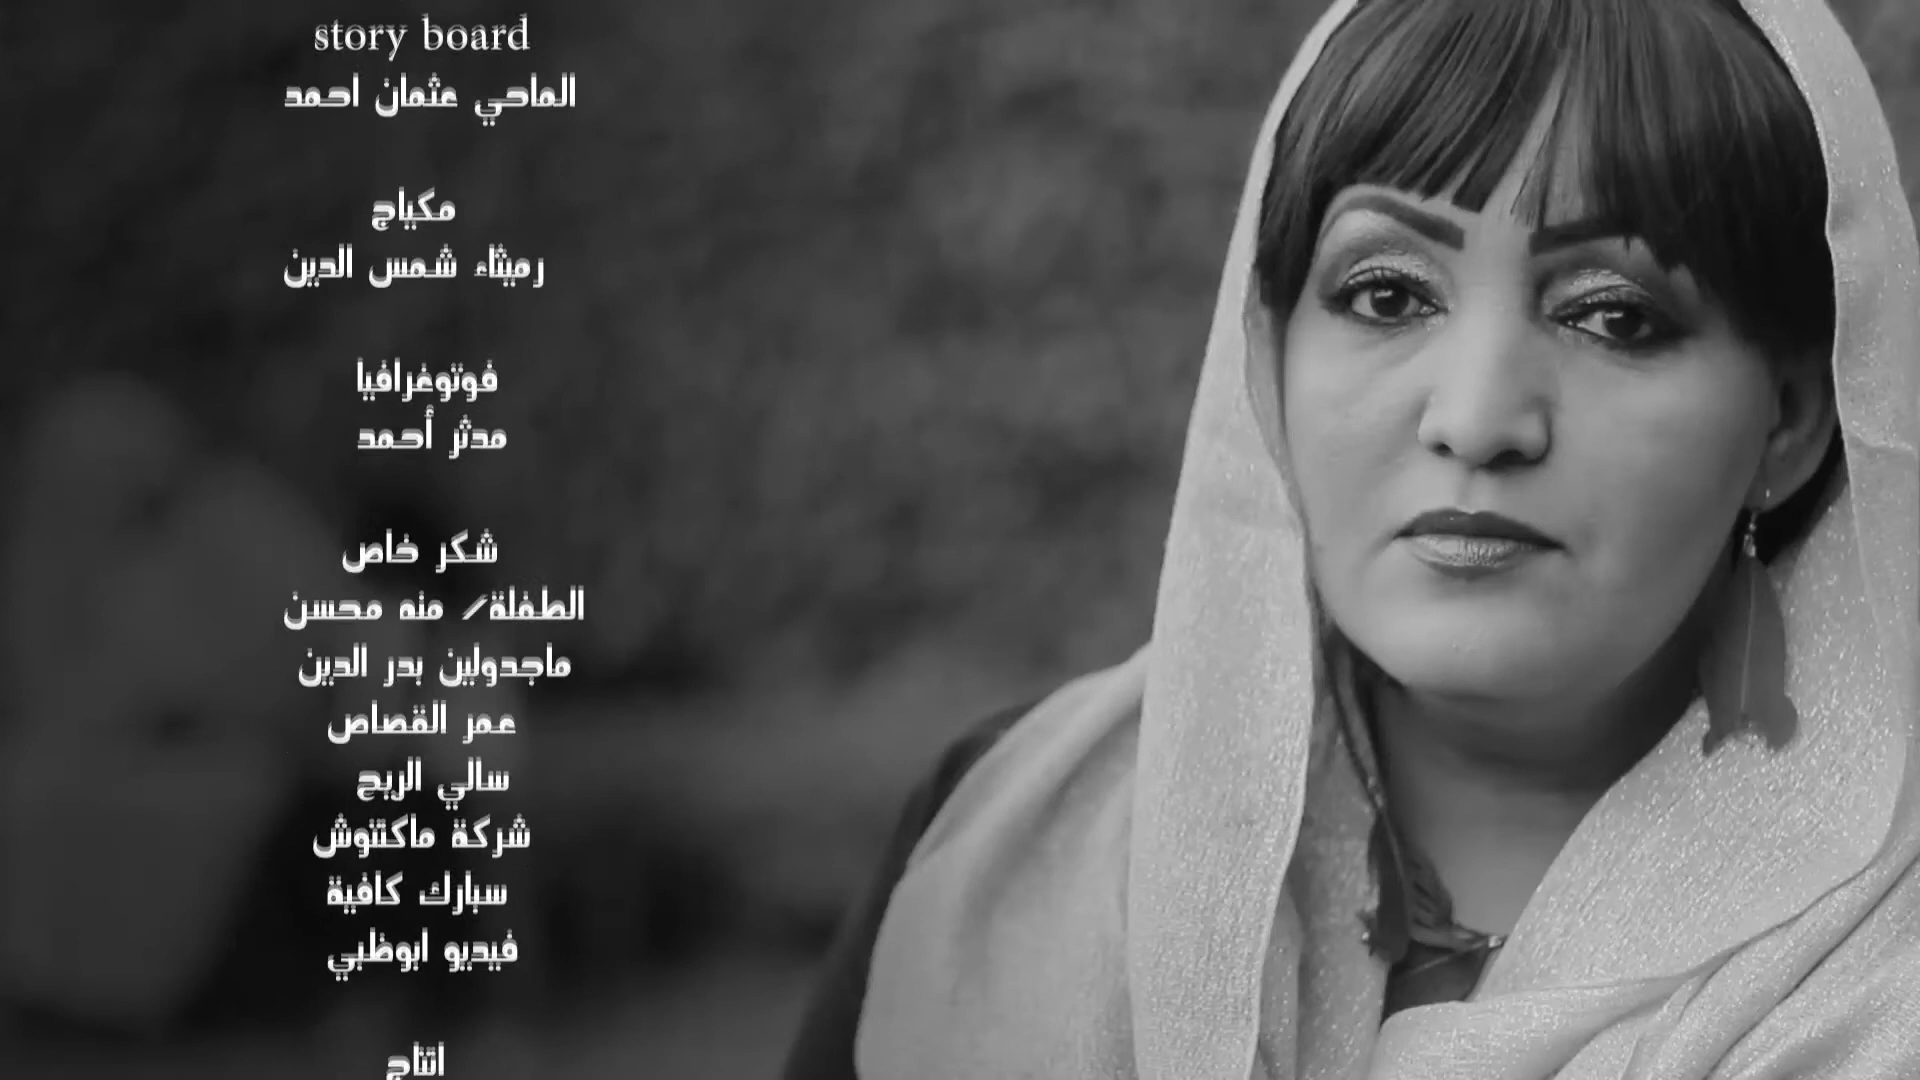 story board
الماحي عثمان احمد
مكياج
رميثاء شمس الدين
فوتوغرافيا
مدثر أحمد
شكر خاص
الطفلة/ منه محسن
ماجدولين بدر الدين
عمر القصاص
سالي الريح
شركة ماكنتوش
سبارك كافية
فيديو ابوظبي
انتاج